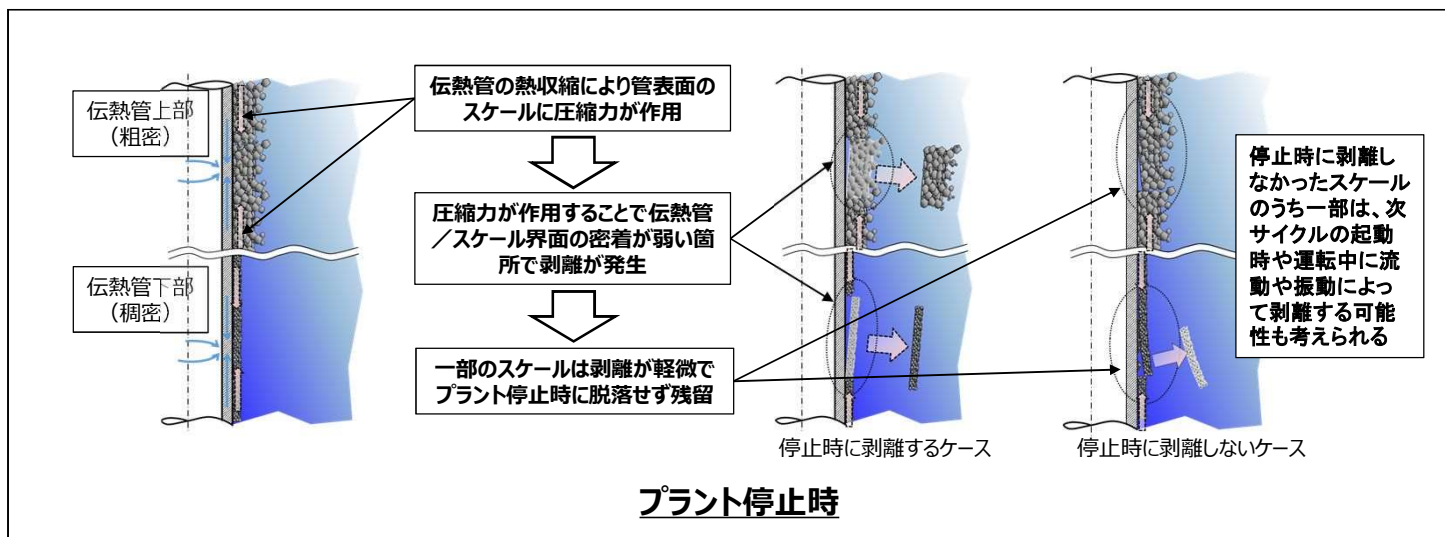 伝熱管上部
(粗密)
伝熱管下部
(稠密)
伝熱管の熱収縮により管表面の
スケールに圧縮力が作用
圧縮力が作用することで伝熱管
/スケール界面の密着が弱い箇
所で剥離が発生
一部のスケールは剥離が軽微で
プラント停止時に脱落せず残留
停止時に剥離するケース
停止時に剥離しないケース
停止時に剥離し
なかったスケール
のうち一部は、次
サイクルの起動
時や運転中に流
動や振動によっ
て剥離する可能
性も考えられる
プラント停止時